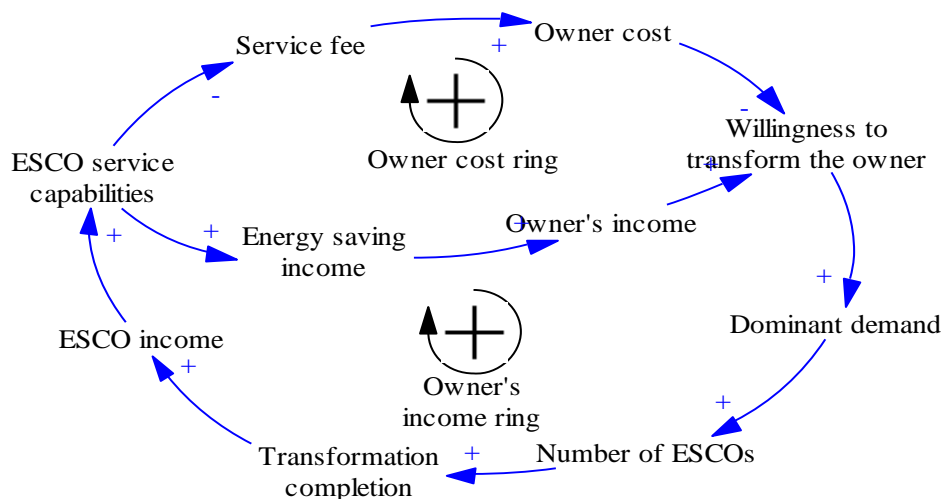 Service fee
+
Owner cost
-
-
Willingness to
transform the owner
+
ESCO service
capabilities
Owner cost ring
+
Owner's income
+
Energy saving
income
+
+
+
Dominant demand
ESCO income
+
Owner's
income ring
+
Number of ESCOs
+
Transformation
completion